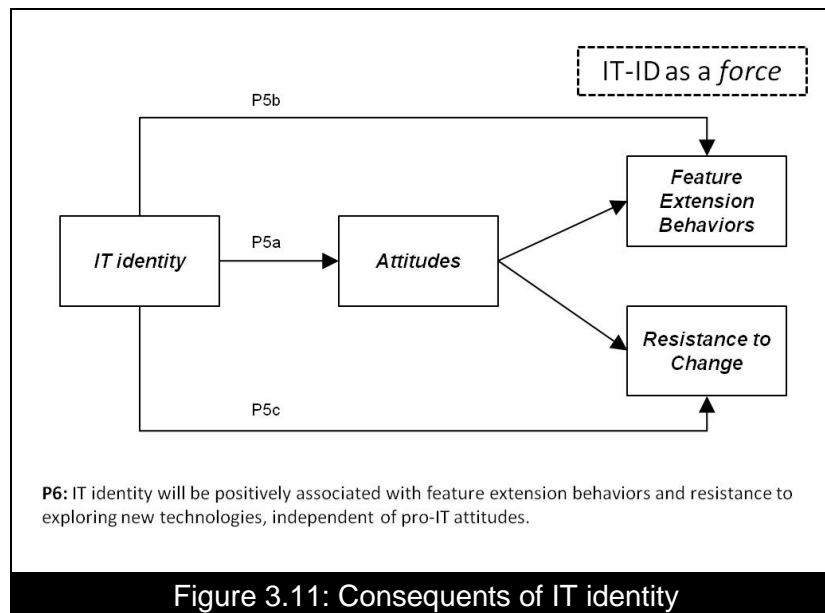 IT-ID as a force
P5b
Feature
Extension
Behaviors
IT identity
P5a
Attitudes
Resistance to
Change
P5c
P6: IT identity will be positively associated with feature extension behaviors and resistance to
exploring new technologies, independent of pro-IT attitudes.
Figure 3.11: Consequents of IT identity